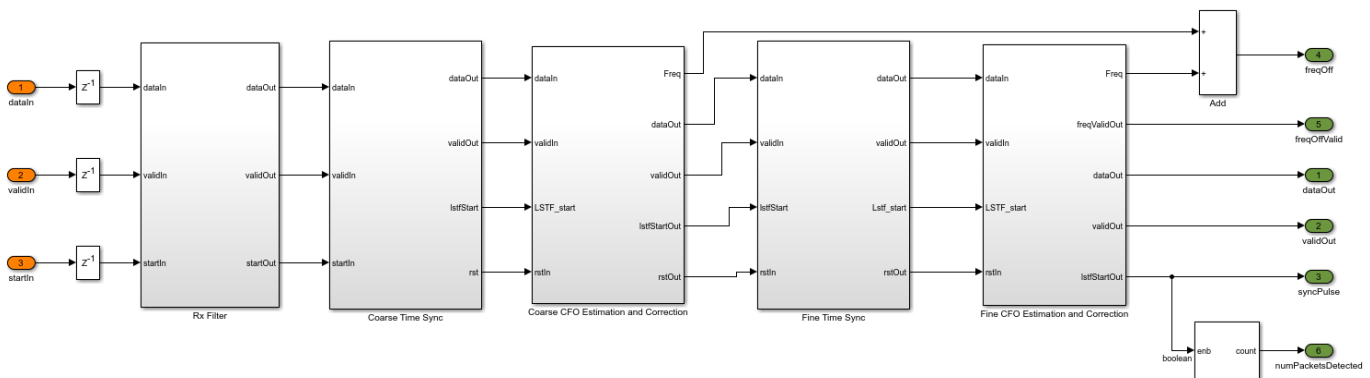 1
dataIn
z-1
2
validIn
z-1
3
startIn
z-1
dataIn
validIn
startIn
dataOut
validOut
startOut
Rx Filter
dataIn
validIn
startIn
dataOut
validOut
lstfStart
rst
Coarse Time Sync
dataIn
validIn
LSTF_start
rstIn
Freq
dataOut
validOut
lstfStartOut
rstOut
Coarse CFO Estimation and Correction
dataIn
validIn
lstfStart
rstIn
dataOut
validOut
Lstf_start
rstOut
Fine Time Sync
dataIn
validIn
LSTF_start
rstIn
Freq
freqValidOut
dataOut
validOut
lstfStartOut
Fine CFO Estimation and Correction
+
+
Add
4
freqOff
5
freqOffValid
1
dataOut
2
validOut
3
syncPulse
boolean
enb
count
6
numPacketsDetected